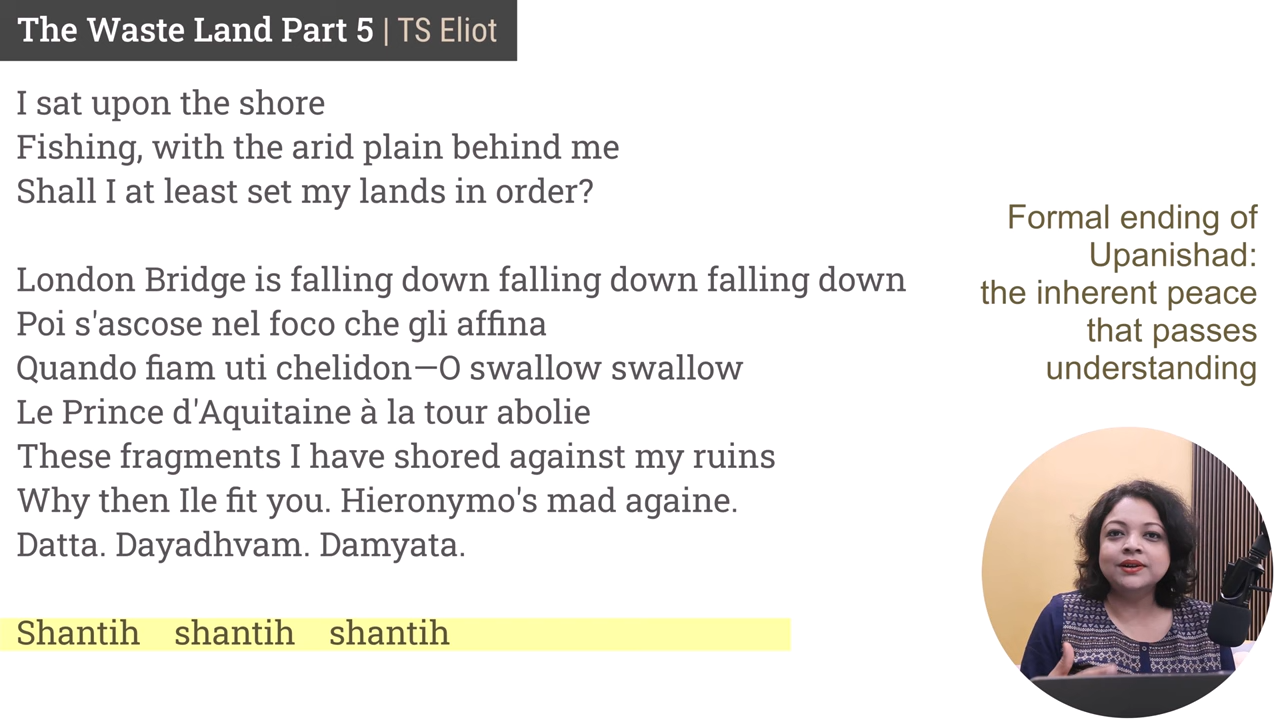 The Waste Land Part 5 | TS Eliot
I sat upon the shore
Fishing, with the arid plain behind me
Shall I at least set my lands in order?
London Bridge is falling down falling down falling down
Poi s'ascose nel foco che gli affina
Quando fiam uti chelidon—O swallow swallow
Le Prince d'Aquitaine à la tour abolie
These fragments I have shored against my ruins
Why then Ile fit you. Hieronymo's mad againe.
Datta. Dayadhvam. Damyata.
Shantih shantih shantih
Formal ending of
Upanishad:
the inherent peace
that passes
understanding